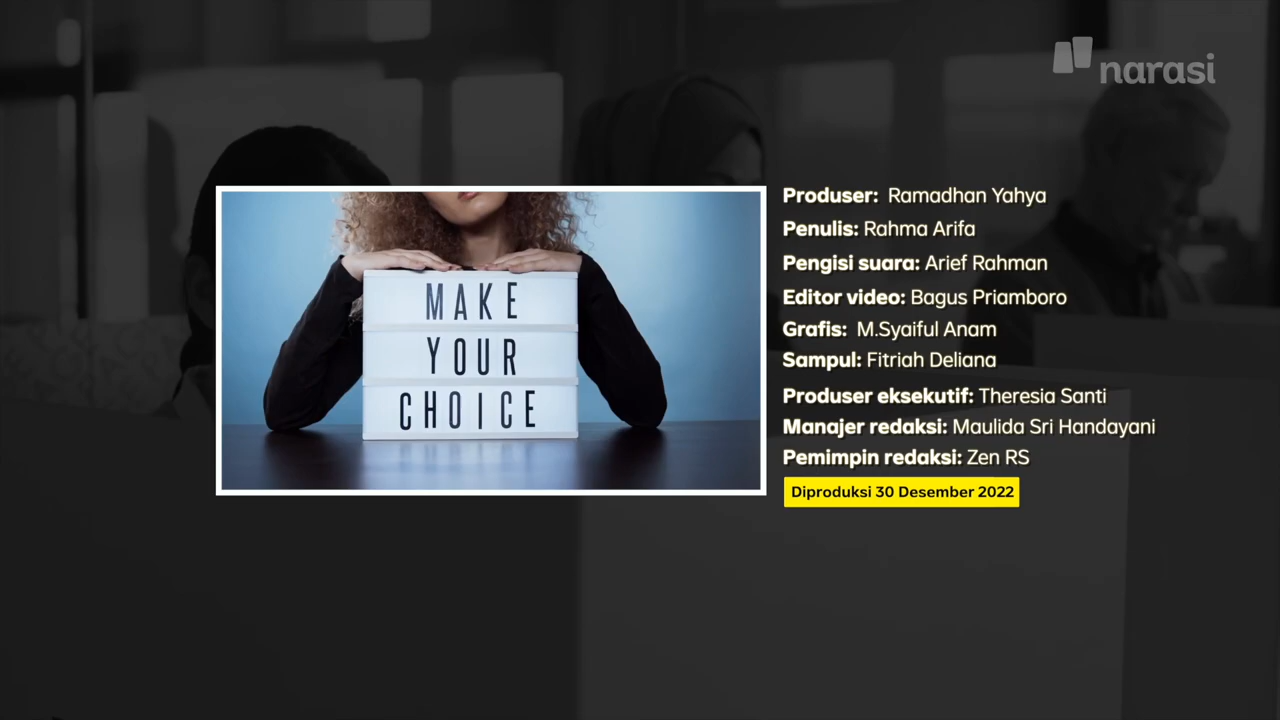 narasi
MAKE
YOUR
CHOICE
Produser: Ramadhan Yahya
Penulis: Rahma Arifa
Pengisi suara: Arief Rahman
Editor video: Bagus Priamboro
Grafis: M.Syaiful Anam
Sampul: Fitriah Deliana
Produser eksekutif: Theresia Santi
Manajer redaksi: Maulida Sri Handayani
Pemimpin redaksi: Zen RS
Diproduksi 30 Desember 2022